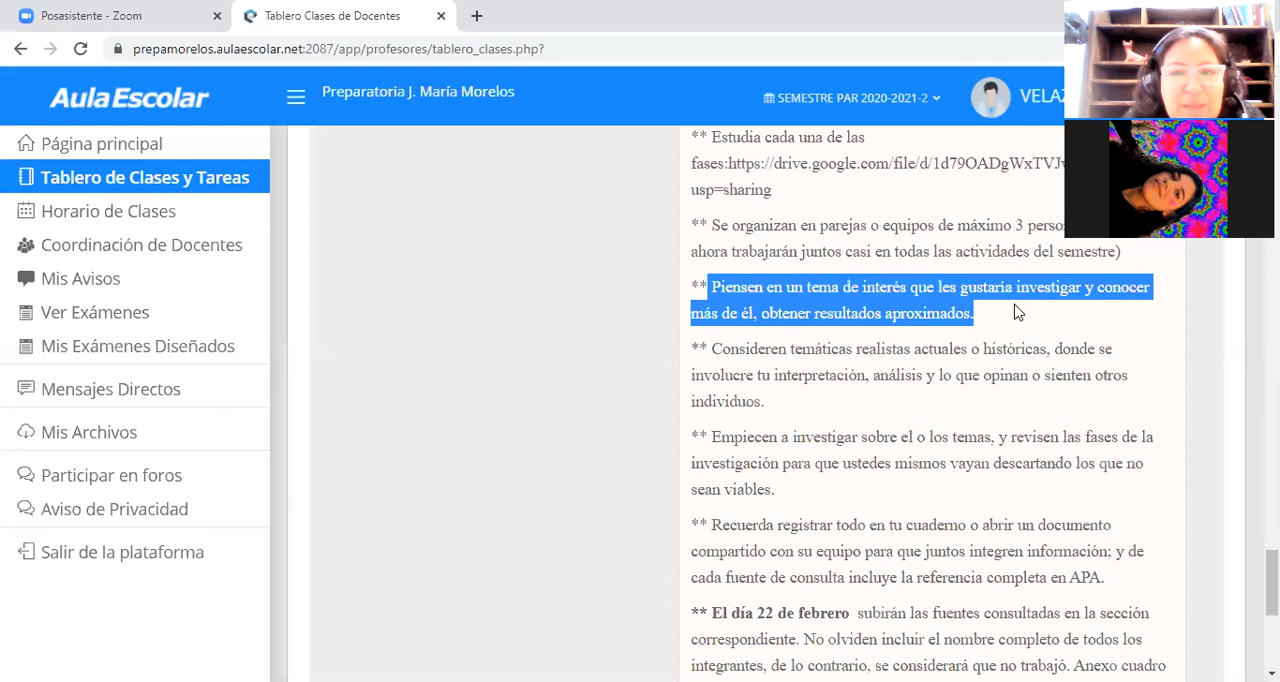 Posasistente - Zoom
Tablero Clases de Docentes
prepamorelos.aulaescolar.net:2087/app/profesores/tablero_clases.php?
AulaEscolar
Preparatoria J. María Morelos
SEMESTRE PAR 2020-2021-2
Página principal
Tablero de Clases y Tareas
Horario de Clases
Coordinación de Docentes
Mis Avisos
Ver Exámenes
Mis Exámenes Diseñados
Mensajes Directos
Mis Archivos
Participar en foros
Aviso de Privacidad
Salir de la plataforma
** Estudia cada una de las
usp=sharing
** Se organizan en parejas o equipos de máximo 3
ahora trabajarán juntos casi en todas las actividades del semestre)
** Piensen en un tema de interés que les gustaría investigar y conocer
más de él, obtener resultados aproximados.
** Consideren temáticas realistas actuales o históricas, donde se
involucre tu interpretación, análisis y lo que opinan o sienten otros
individuos.
** Empiecen a investigar sobre el o los temas, y revisen las fases de la
investigación para que ustedes mismos vayan descartando los que no
sean viables.
** Recuerda registrar todo en tu cuaderno o abrir un documento
compartido con su equipo para que juntos integren información; y de
cada fuente de consulta incluye la referencia completa en APA.
** El día 22 de febrero subirán las fuentes consultadas en la sección
correspondiente. No olviden incluir el nombre completo de todos los
integrantes, de lo contrario, se considerará que no trabajó. Anexo cuadro